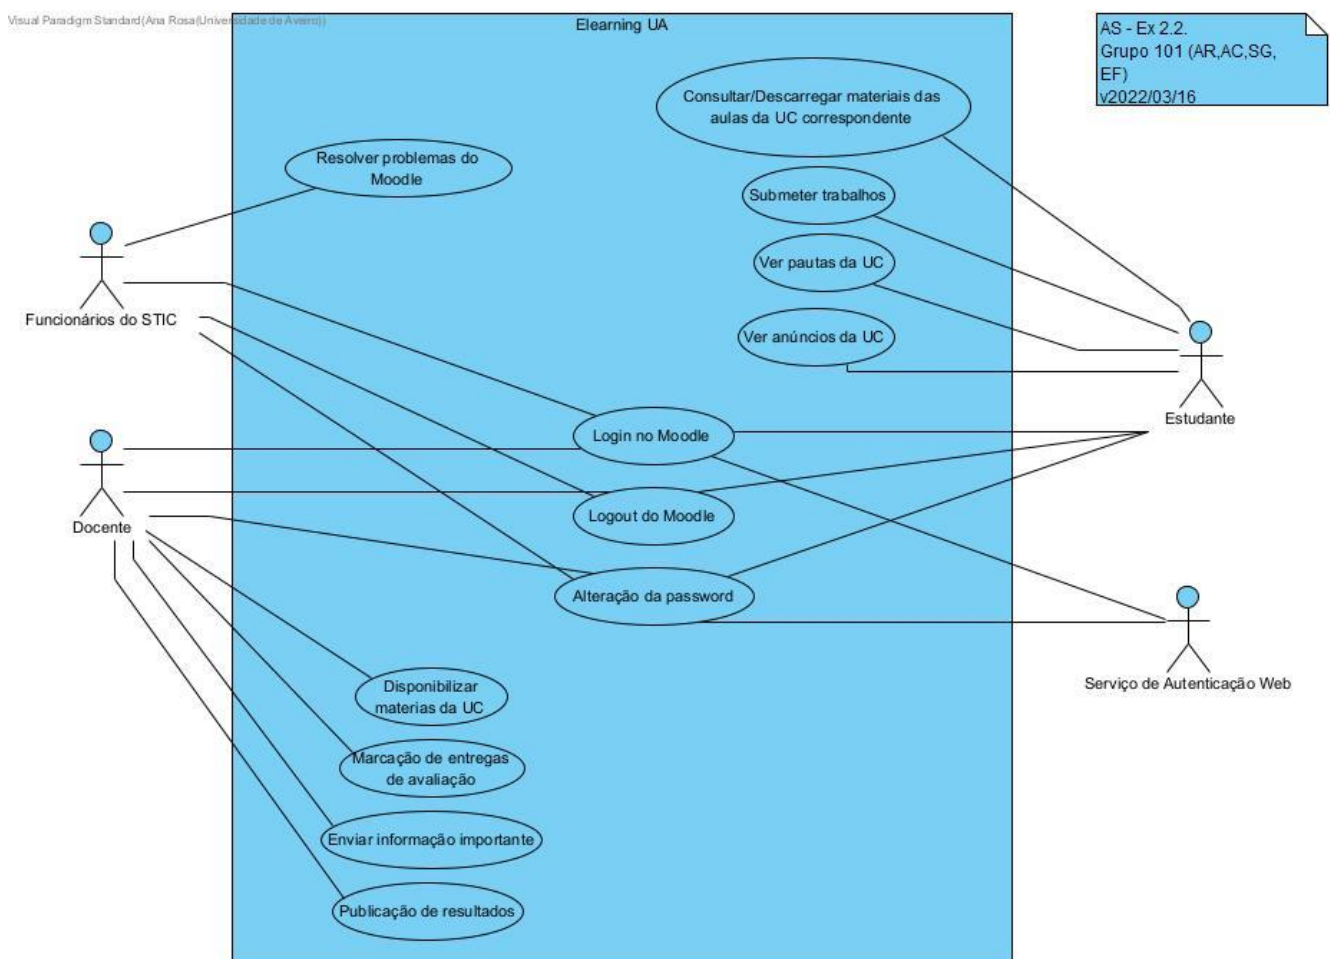 Visual Paradigm Standard(Ana Rosa(Universidade de Aveiro))
Elearning UA
AS - Ex 2.2.
Grupo 101 (AR,AC,SG,
EF)
v2022/03/16
Consultar/Descarregar materiais das
aulas da UC correspondente
Resolver problemas do
Moodle
Submeter trabalhos
Ver pautas da UC
Funcionários do STIC
Ver anúncios da UC
Estudante
Login no Moodle
Docente
Logout do Moodle
Alteração da password
Serviço de Autenticação Web
Disponibilizar
materias da UC
Marcação de entregas
de avaliação
Enviar informação importante
Publicação de resultados